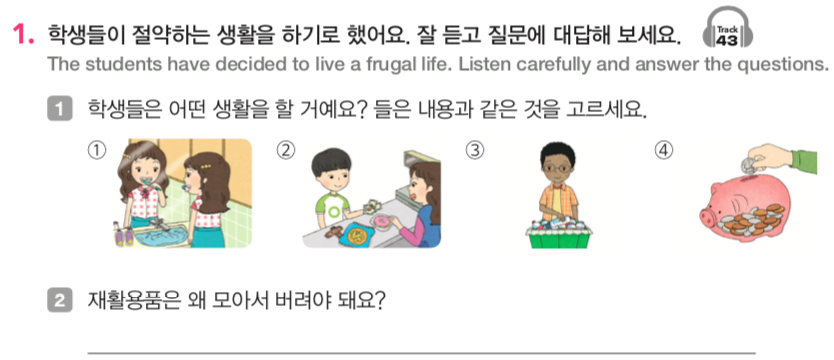 1. 학생들이 절약하는 생활을 하기로 했어요. 잘 듣고 질문에 대답해 보세요. Track 43
The students have decided to live a frugal life. Listen carefully and answer the questions.
1 학생들은 어떤 생활을 할 거예요? 들은 내용과 같은 것을 고르세요.
① ② ③ ④
2 재활용품은 왜 모아서 버려야 돼요?